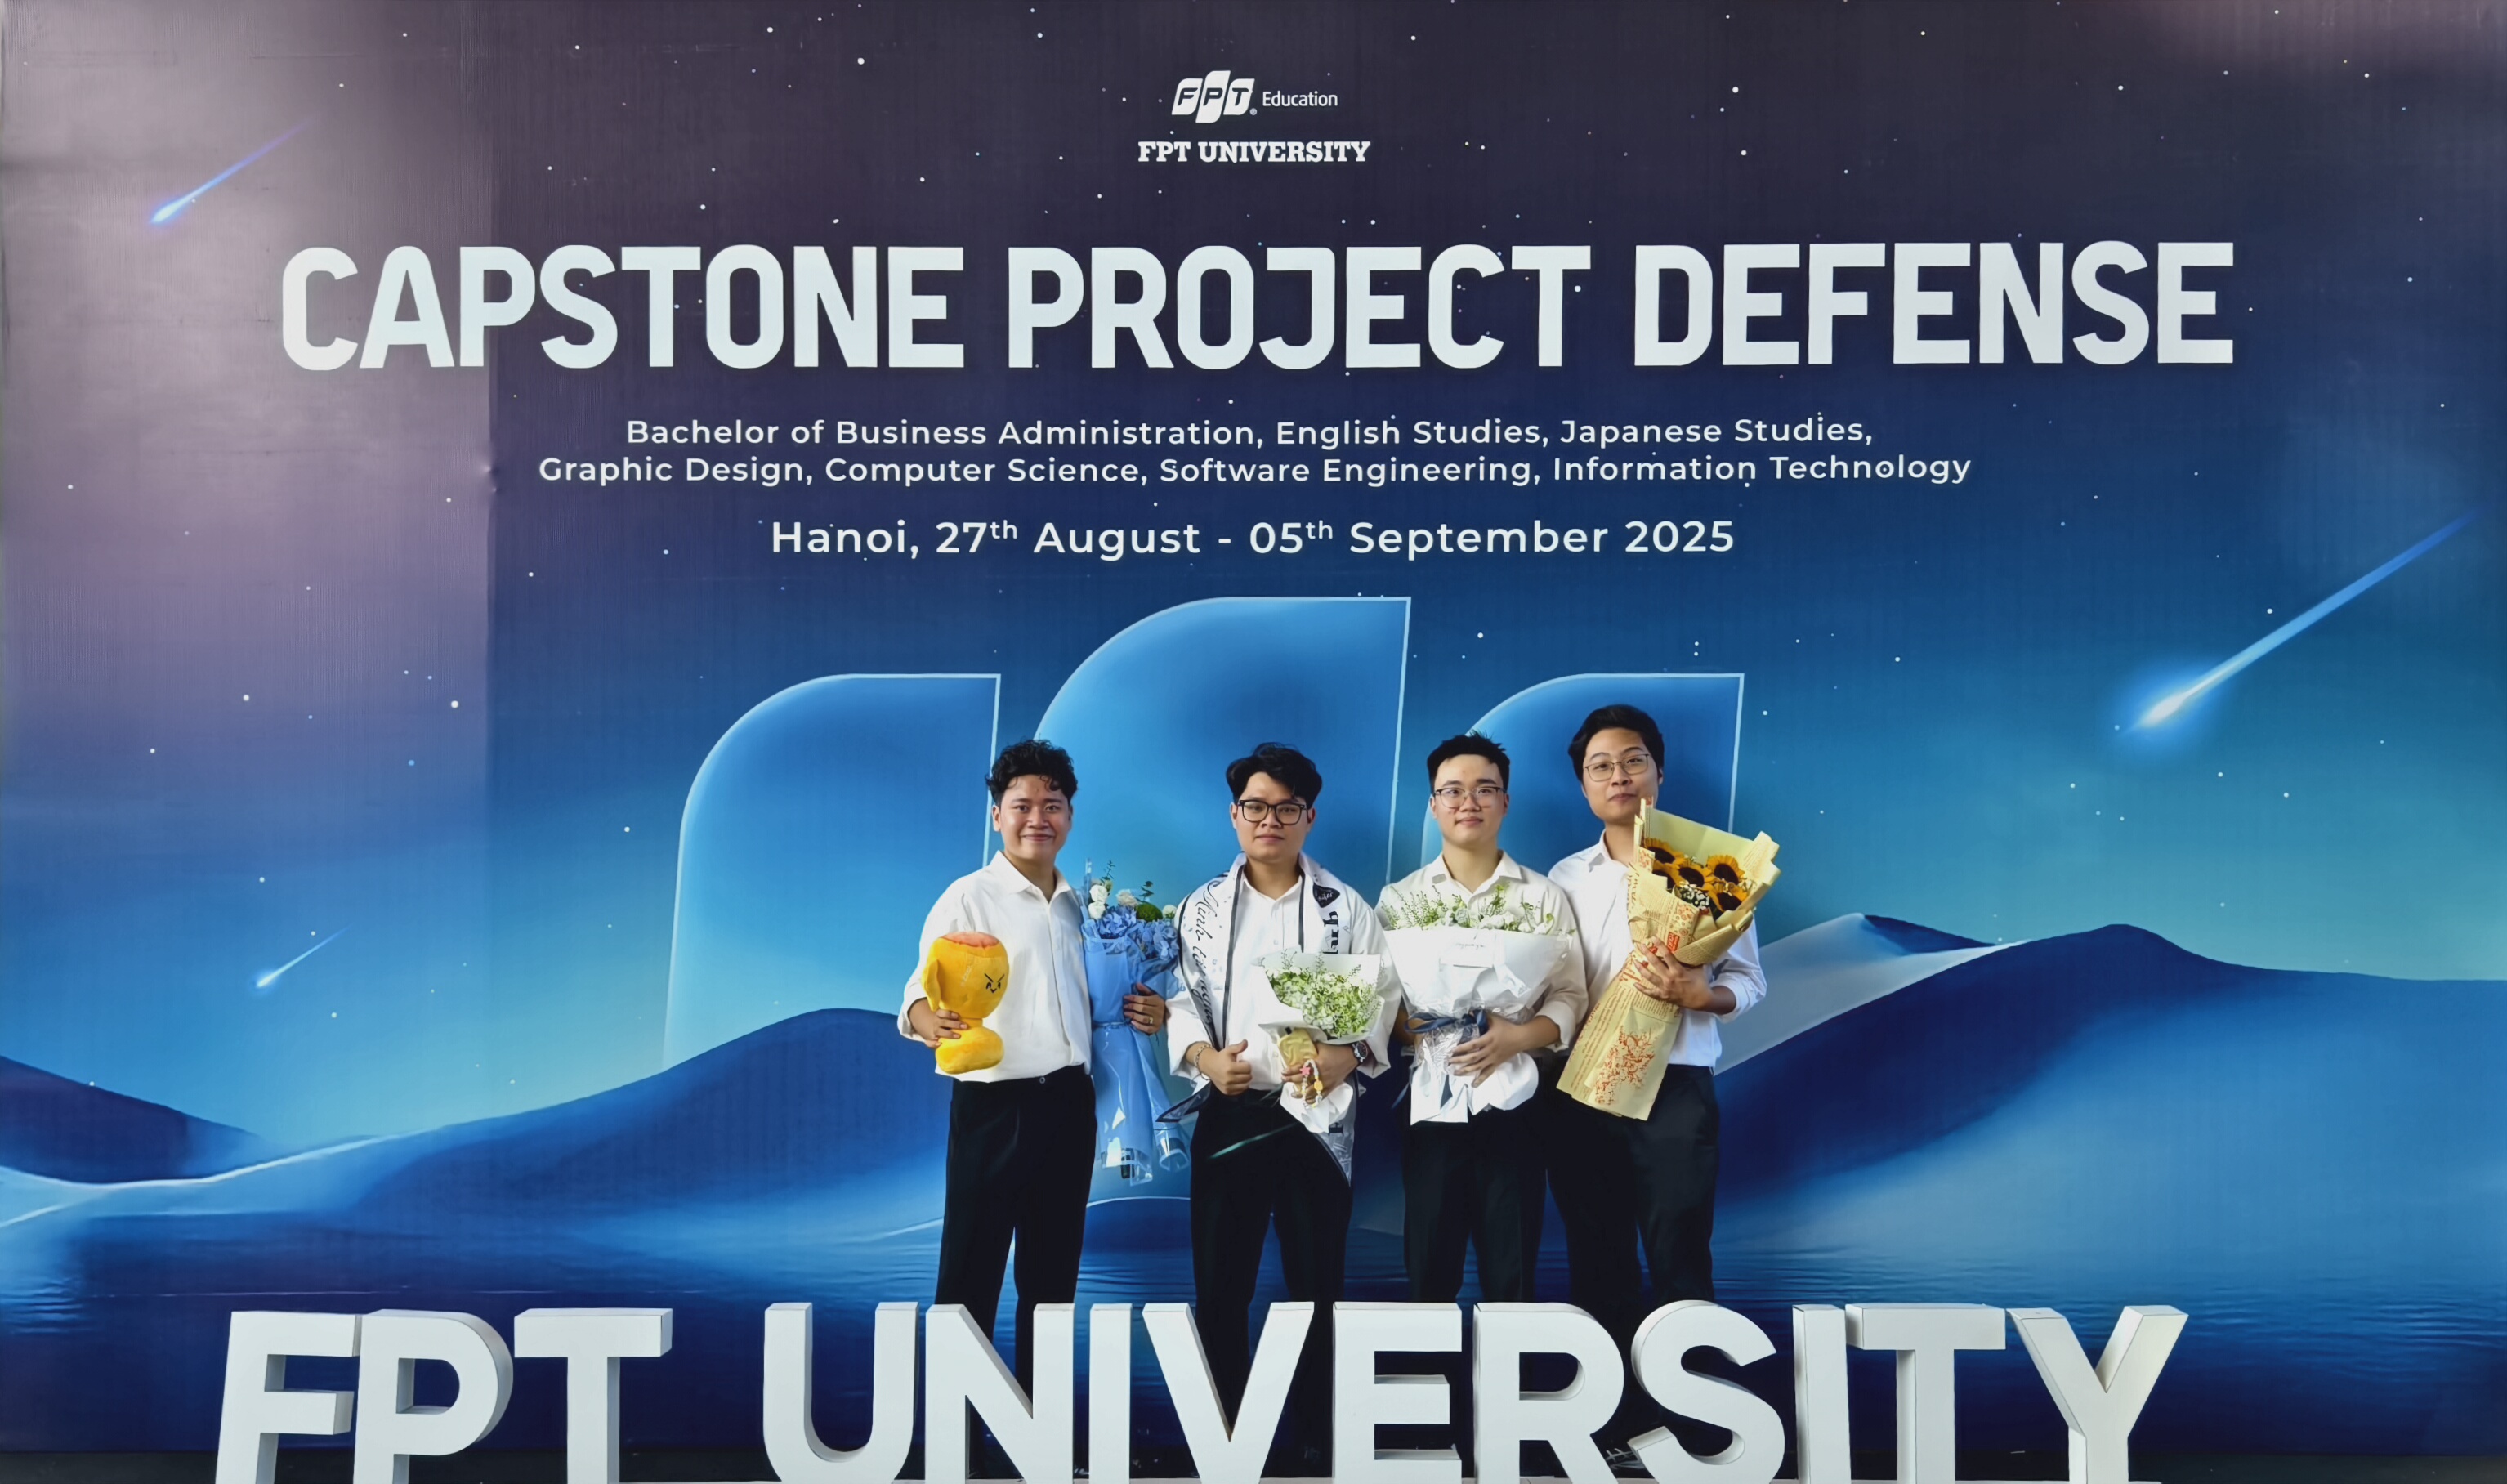 FPT Education
FPT UNIVERSITY
CAPSTONE PROJECT DEFENSE
Bachelor of Business Administration, English Studies, Japanese Studies,
Graphic Design, Computer Science, Software Engineering, Information Technology
Hanoi, 27th August - 05th September 2025
FPT UNIVERSITY